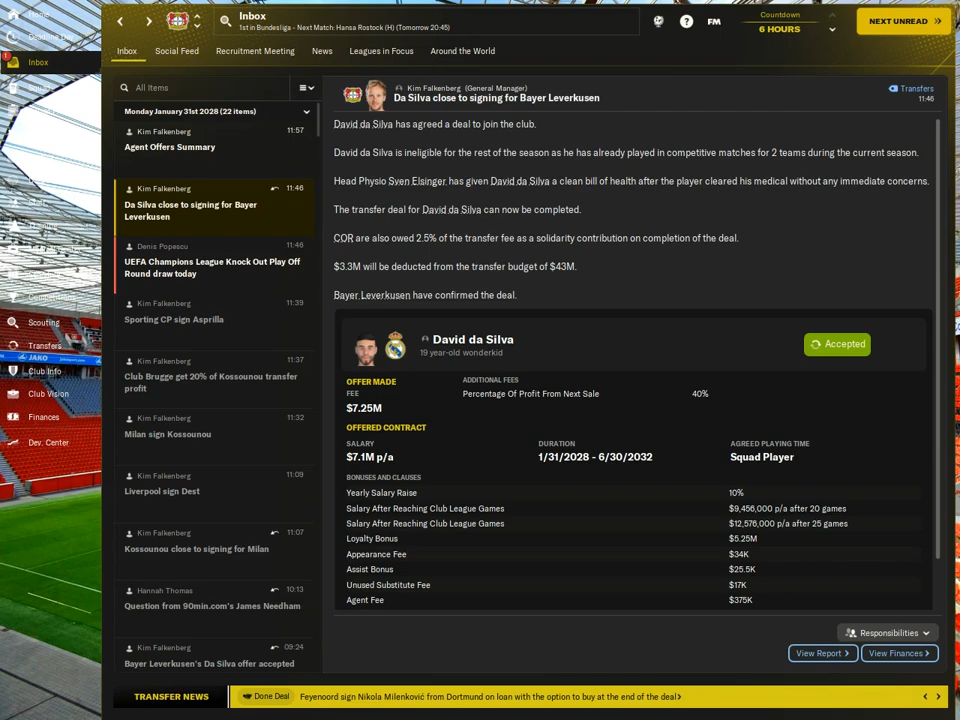 Home
Inbox
1st in Bundesliga - Next Match: Hansa Rostock (H) (Tomorrow 20:45)
FM
Countdown
6 HOURS
NEXT UNREAD
Inbox
Social Feed
Recruitment Meeting
News
Leagues in Focus
Around the World
1
Inbox
Scouting
Transfers
JAKO
Club Info
Club Vision
Finances
Dev. Center
All Items
Monday January 31st 2028 (22 items)
Kim Falkenberg 11:57
Agent Offers Summary
Kim Falkenberg 11:46
Da Silva close to signing for Bayer
Leverkusen
Denis Popescu 11:46
UEFA Champions League Knock Out Play Off
Round draw today
Kim Falkenberg 11:39
Sporting CP sign Asprilla
Kim Falkenberg 11:37
Club Brugge get 20% of Kossounou transfer
profit
Kim Falkenberg 11:32
Milan sign Kossounou
Kim Falkenberg 11:09
Liverpool sign Dest
Kim Falkenberg 11:07
Kossounou close to signing for Milan
Hannah Thomas 10:13
Question from 90min.com's James Needham
Kim Falkenberg 09:24
Bayer Leverkusen's Da Silva offer accepted
Kim Falkenberg (General Manager)
Da Silva close to signing for Bayer Leverkusen
Transfers
11:46
David da Silva has agreed a deal to join the club.
David da Silva is ineligible for the rest of the season as he has already played in competitive matches for 2 teams during the current season.
Head Physio Sven Elsinger has given David da Silva a clean bill of health after the player cleared his medical without any immediate concerns.
The transfer deal for David da Silva can now be completed.
COR are also owed 2.5% of the transfer fee as a solidarity contribution on completion of the deal.
$3.3M will be deducted from the transfer budget of $43M.
Bayer Leverkusen have confirmed the deal.
David da Silva
19 year-old wonderkid
Accepted
OFFER MADE
ADDITIONAL FEES
FEE
Percentage Of Profit From Next Sale 40%
$7.25M
OFFERED CONTRACT
SALARY DURATION AGREED PLAYING TIME
$7.1M p/a 1/31/2028 - 6/30/2032 Squad Player
BONUSES AND CLAUSES
Yearly Salary Raise 10%
Salary After Reaching Club League Games $9,456,000 p/a after 20 games
Salary After Reaching Club League Games $12,576,000 p/a after 25 games
Loyalty Bonus $5.25M
Appearance Fee $34K
Assist Bonus $25.5K
Unused Substitute Fee $17K
Agent Fee $375K
Responsibilities
View Report
View Finances
TRANSFER NEWS
Done Deal
Feyenoord sign Nikola Milenković from Dortmund on loan with the option to buy at the end of the deal